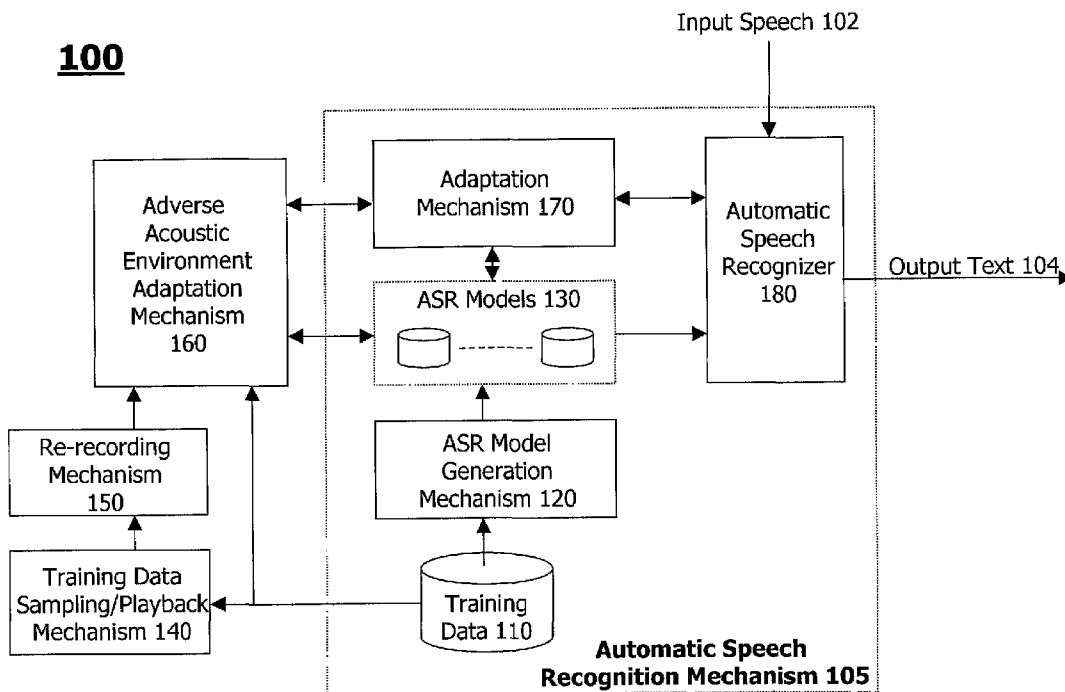 100
Input Speech 102
Adverse
Acoustic
Environment
Adaptation
Mechanism
160
Adaptation
Mechanism 170
Automatic
Speech
Recognizer
180
Output Text 104
ASR Models 130
Re-recording
Mechanism
150
ASR Model
Generation
Mechanism 120
Training Data
Sampling/Playback
Mechanism 140
Training
Data 110
Automatic Speech
Recognition Mechanism 105